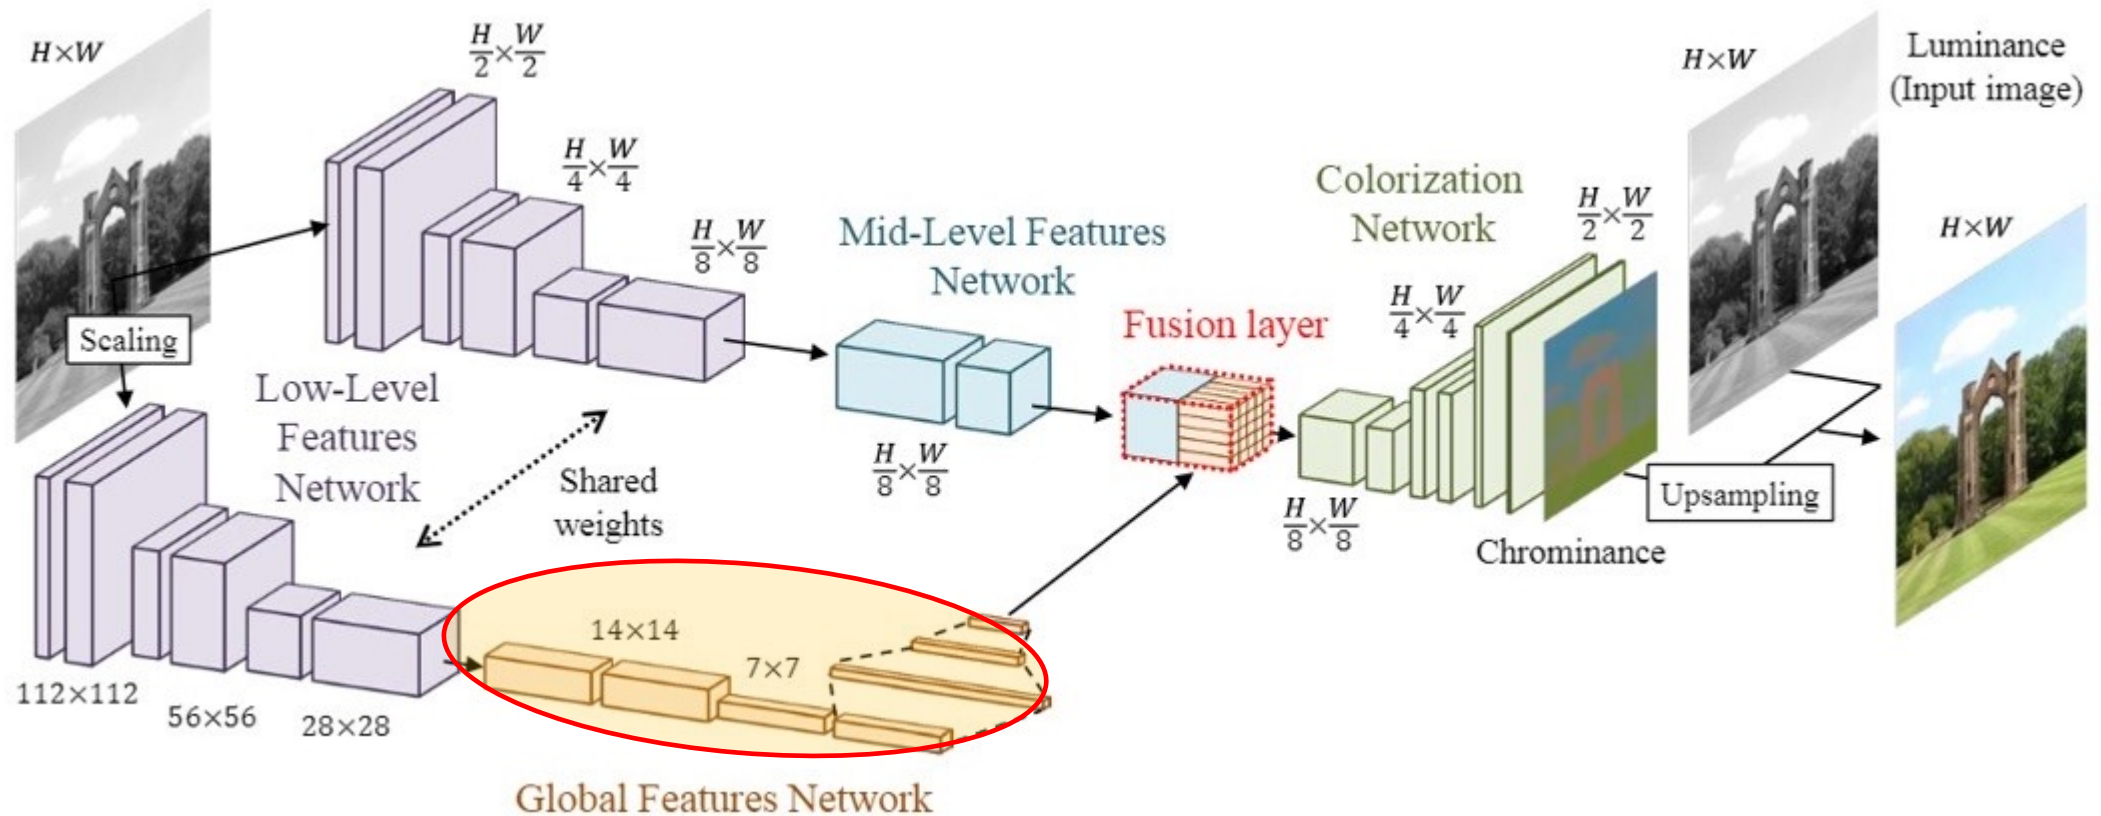 H×W
H/2×W/2
H/4×W/4
H/8×W/8
Scaling
Low-Level
Features
Network
Shared
weights
112×112
56×56
28×28
14×14
7×7
Global Features Network
Mid-Level Features
Network
H/8×W/8
Fusion layer
Colorization
Network
H/8×W/8
H/4×W/4
H/2×W/2
Chrominance
Upsampling
H×W
Luminance
(Input image)
H×W